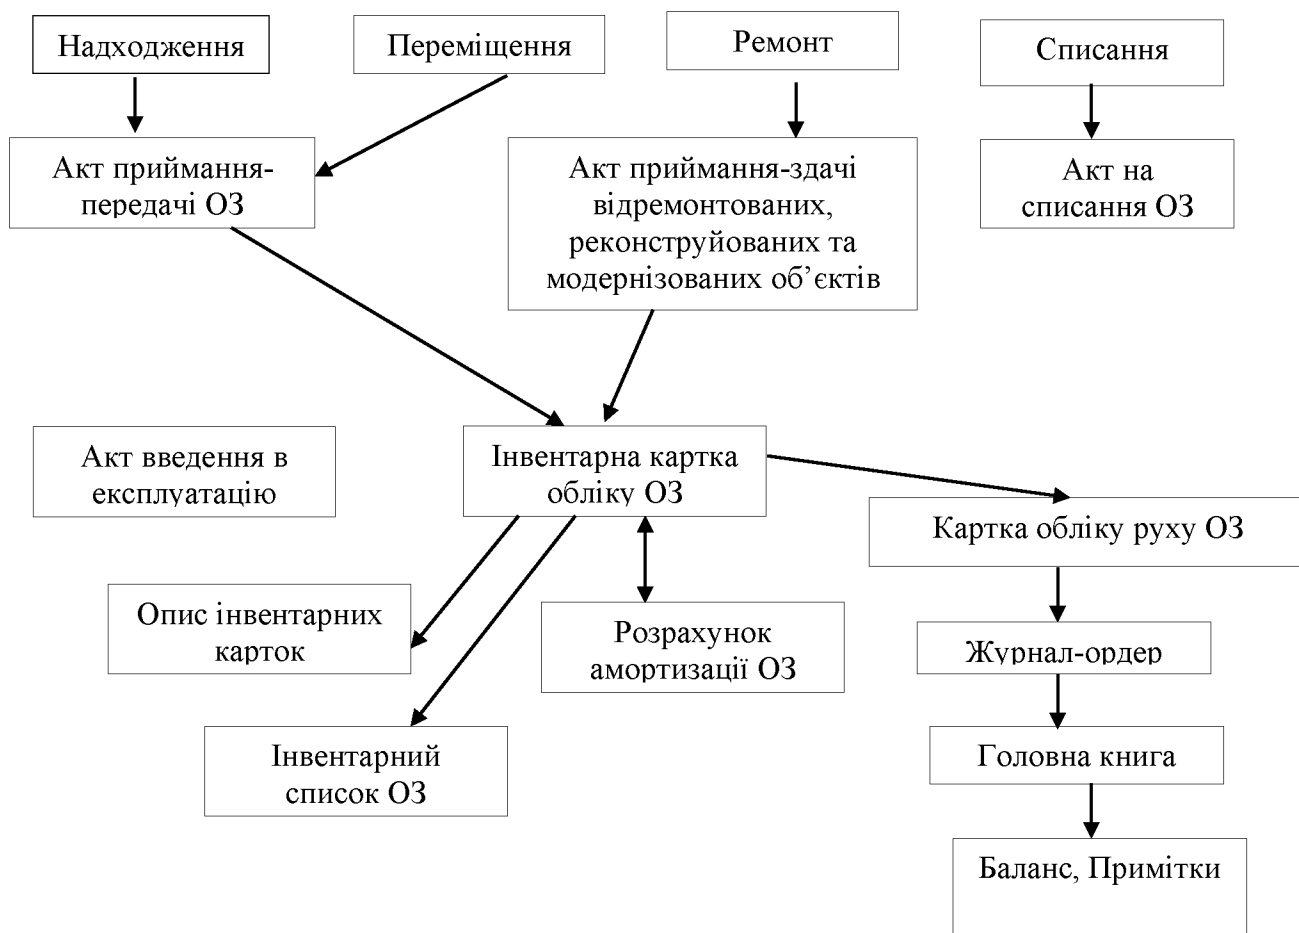 Надходження
Переміщення
Ремонт
Списання
Акт приймання-
передачі ОЗ
Акт приймання-здачі
відремонтованих,
реконструйованих та
модернізованих об’єктів
Акт на
списання ОЗ
Акт введення в
експлуатацію
Інвентарна картка
обліку ОЗ
Картка обліку руху ОЗ
Опис інвентарних
карток
Розрахунок
амортизації ОЗ
Журнал-ордер
Інвентарний
список ОЗ
Головна книга
Баланс, Примітки